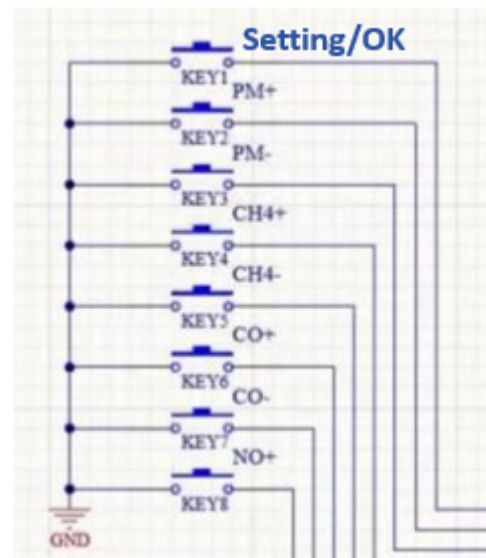 Setting/OK
KEY1
PM+
KEY2
PM-
KEY3
CH4+
KEY4
CH4-
KEY5
CO+
KEY6
CO-
KEY7
NO+
KEY8
GND